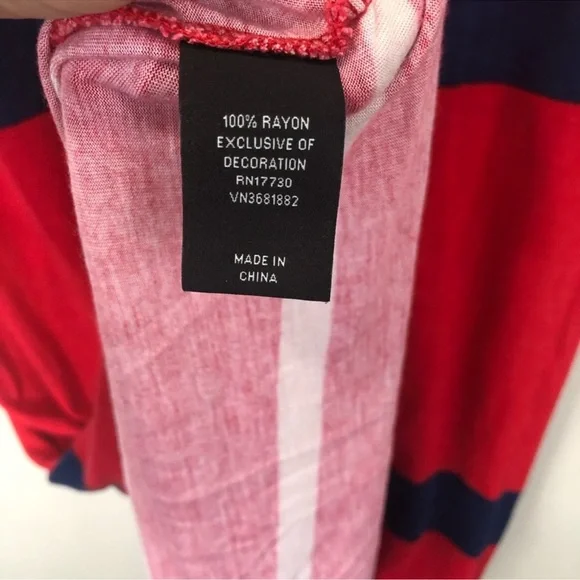 100% RAYON
EXCLUSIVE OF
DECORATION
RN17730
VN3681882
MADE IN
CHINA